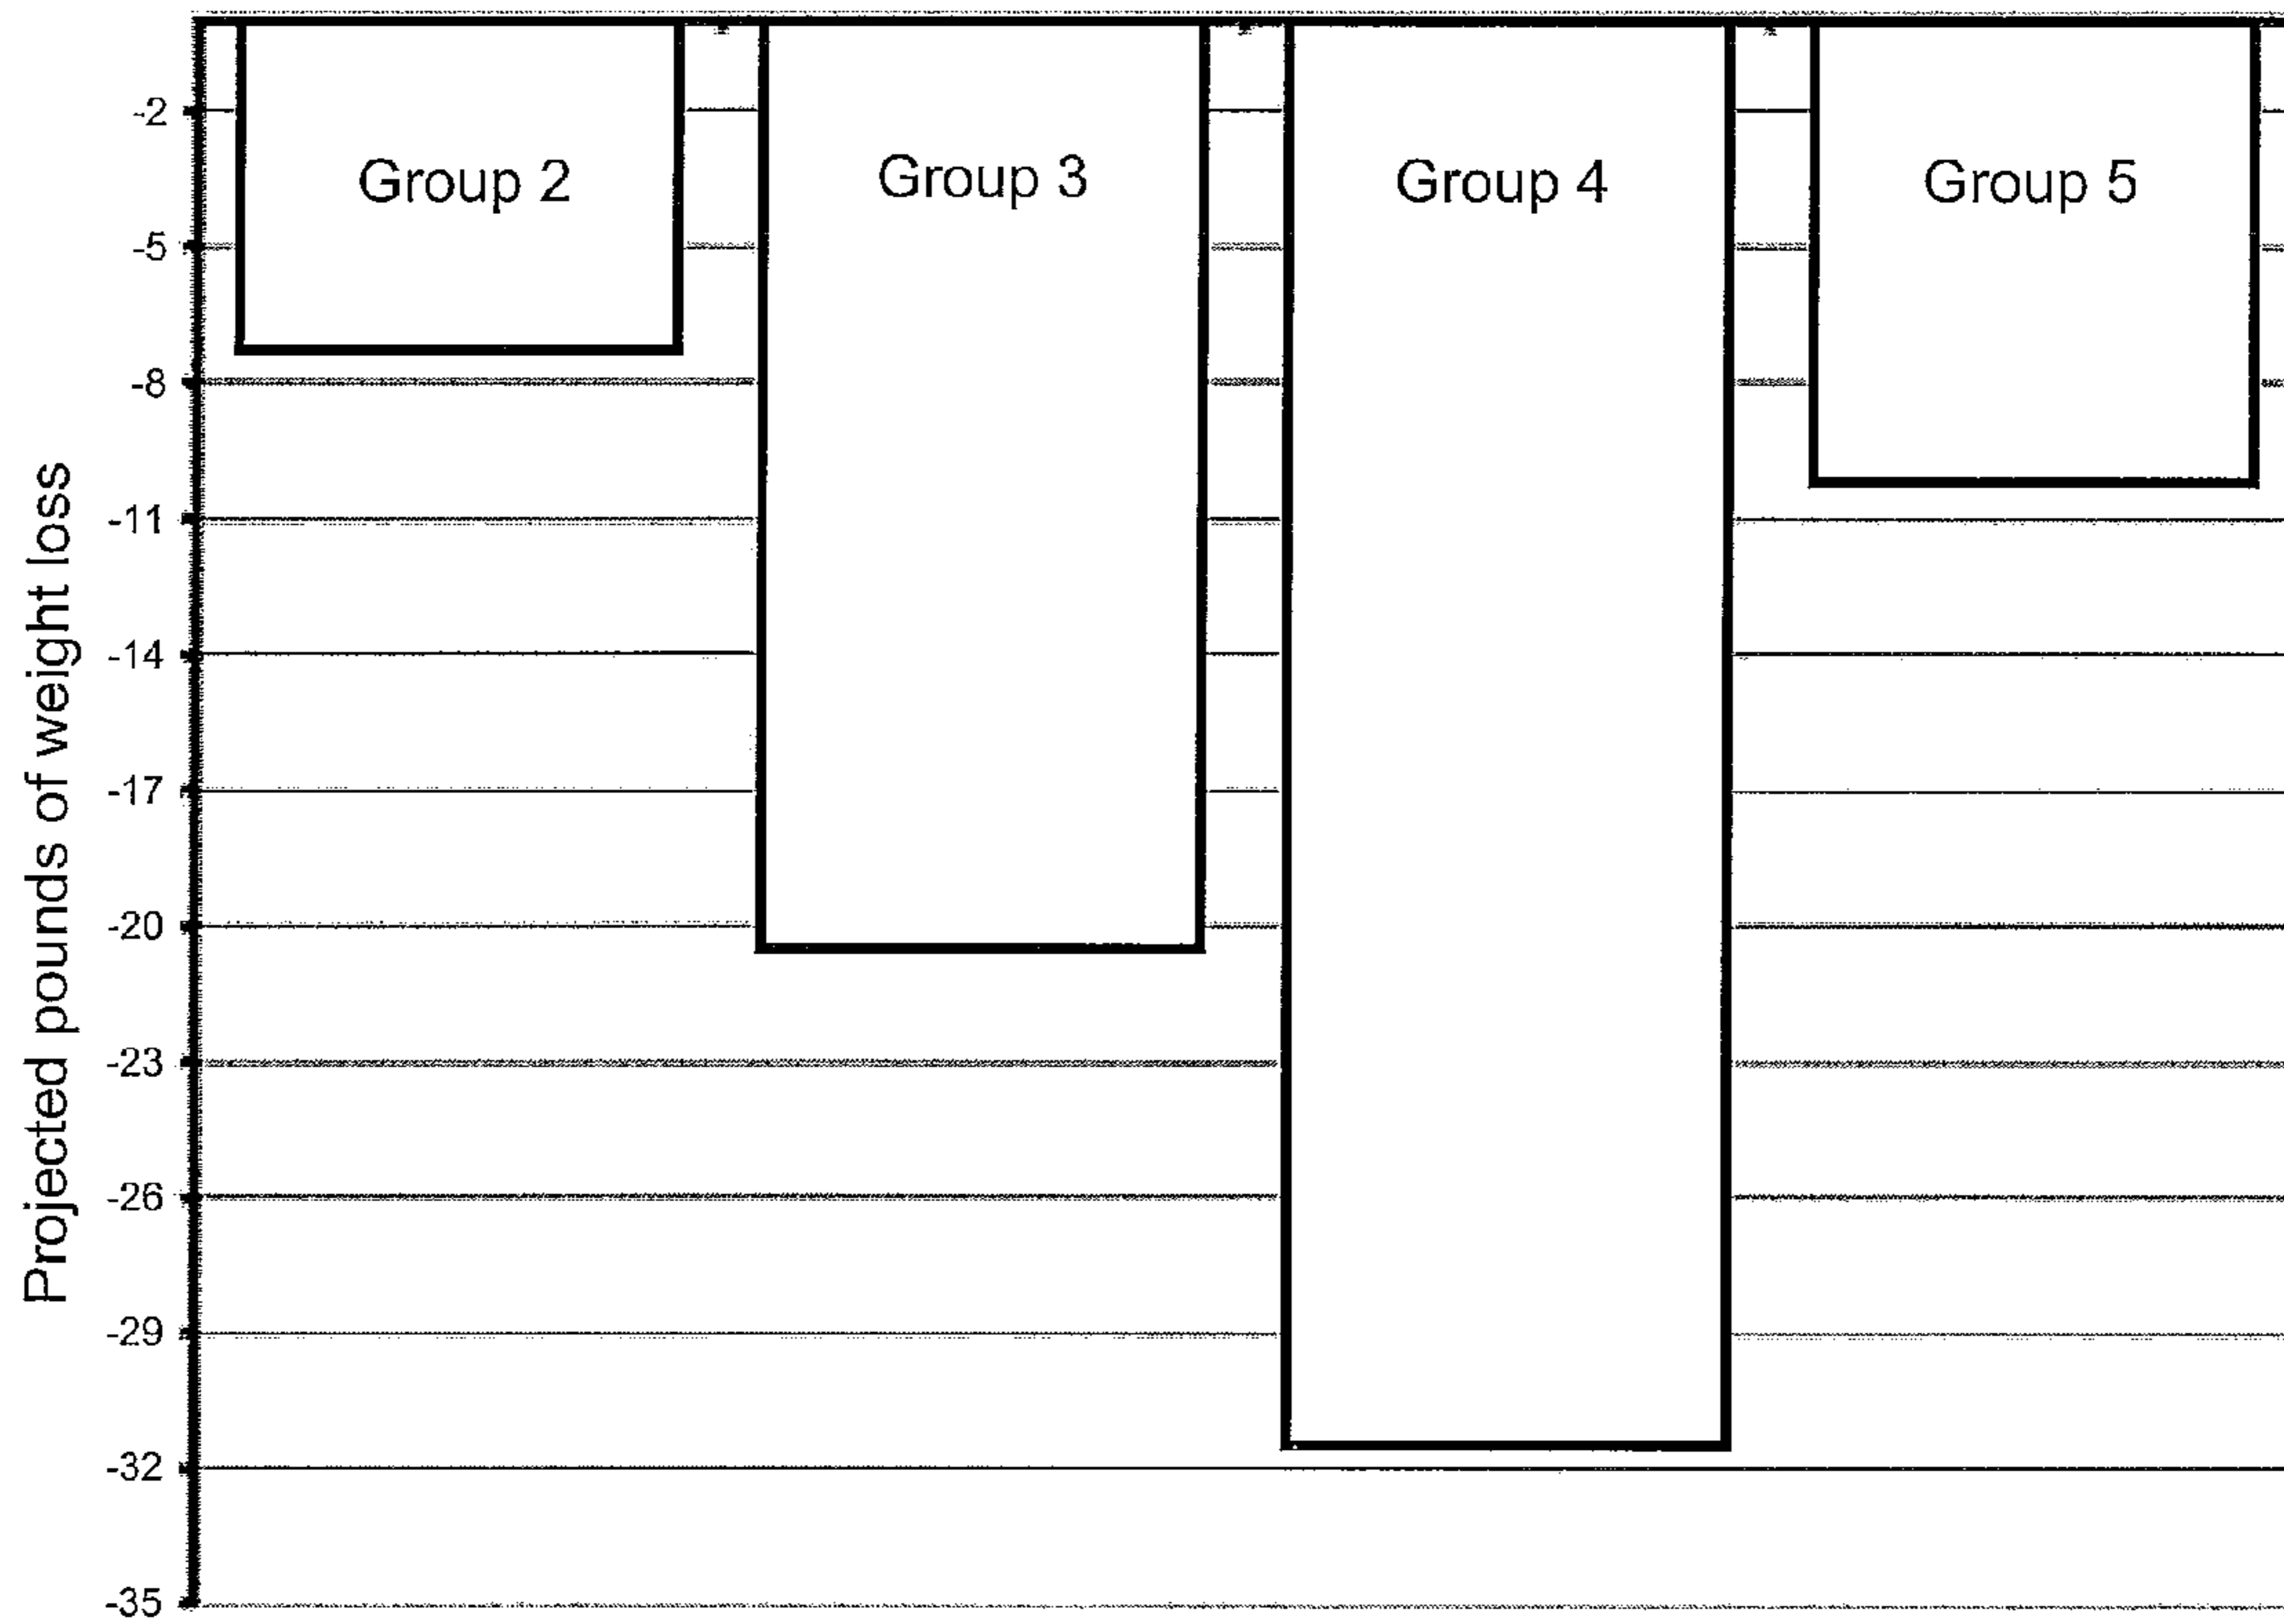 Group 2
Group 3
Group 4
Group 5
Projected pounds of weight loss
-2
-5
-8
-11
-14
-17
-20
-23
-26
-29
-32
-35